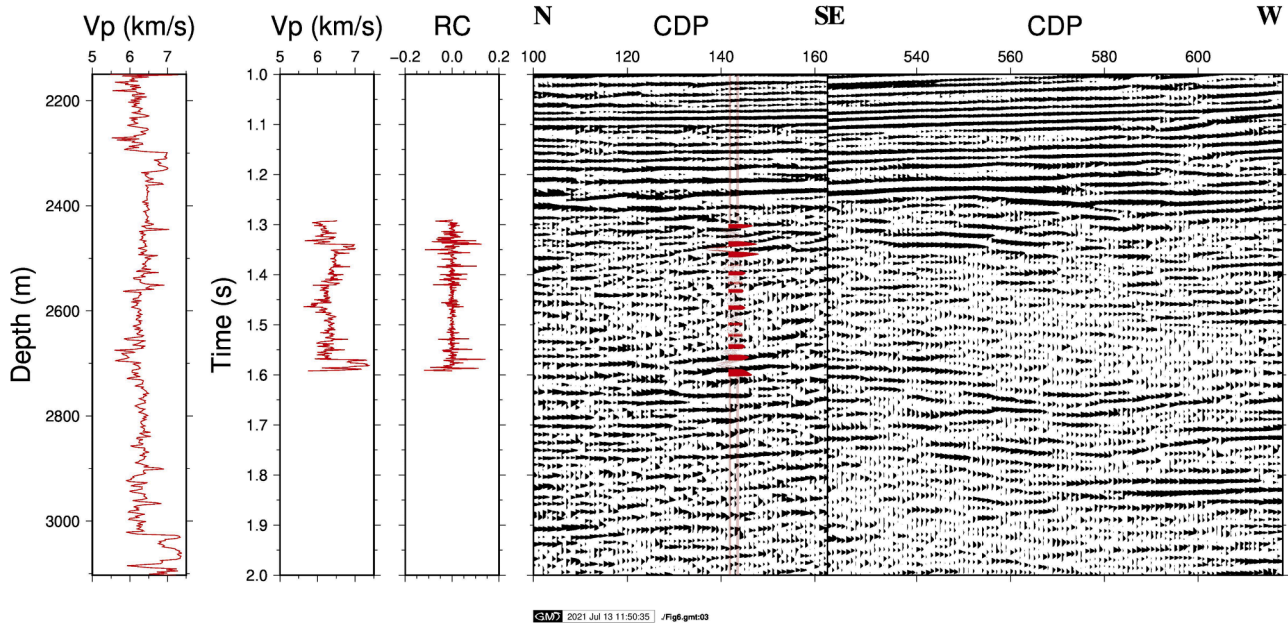 N SE W
Vp (km/s) Vp (km/s) RC CDP CDP
5 6 7 5 6 7 −0.2 0.0 0.2 100 120 140 160 540 560 580 600
Depth (m)
2200
2400
2600
2800
3000
Time (s)
1.0
1.1
1.2
1.3
1.4
1.5
1.6
1.7
1.8
1.9
2.0
GMT 2021 Jul 13 11:50:35 ./Fig6.gmt:03